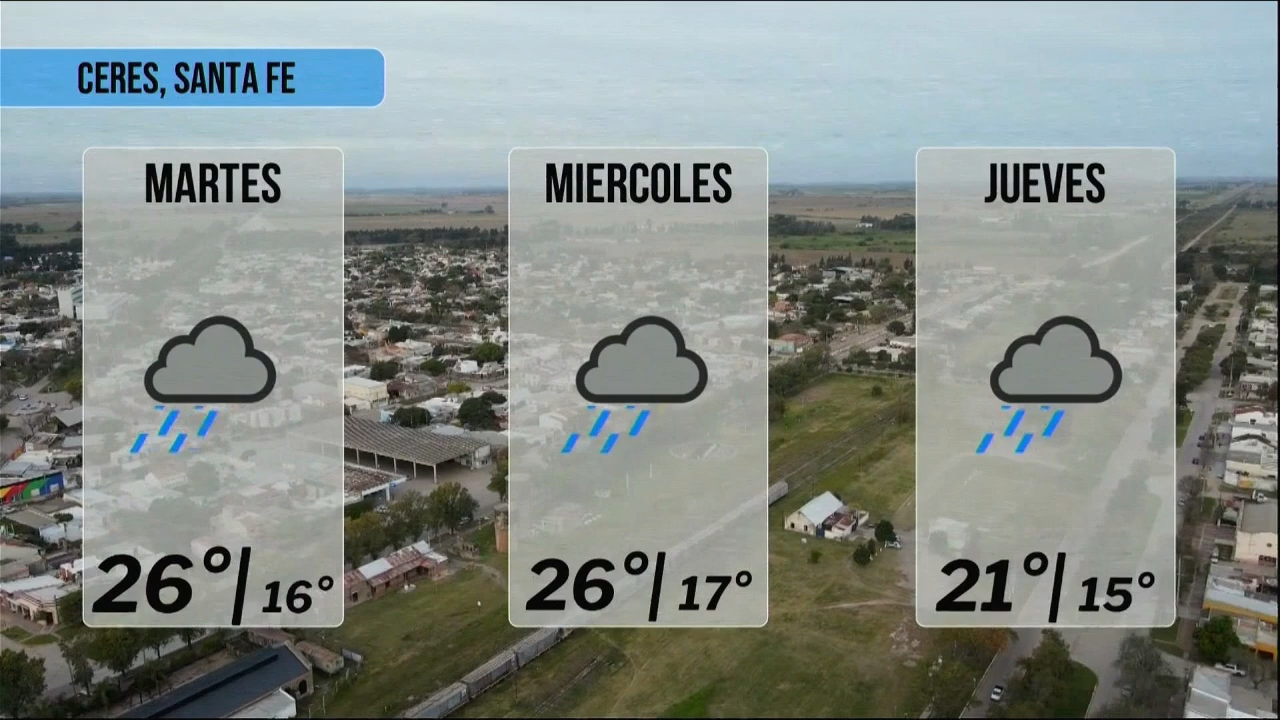 CERES, SANTA FE
MARTES
26°| 16°
MIERCOLES
26°| 17°
JUEVES
21°| 15°